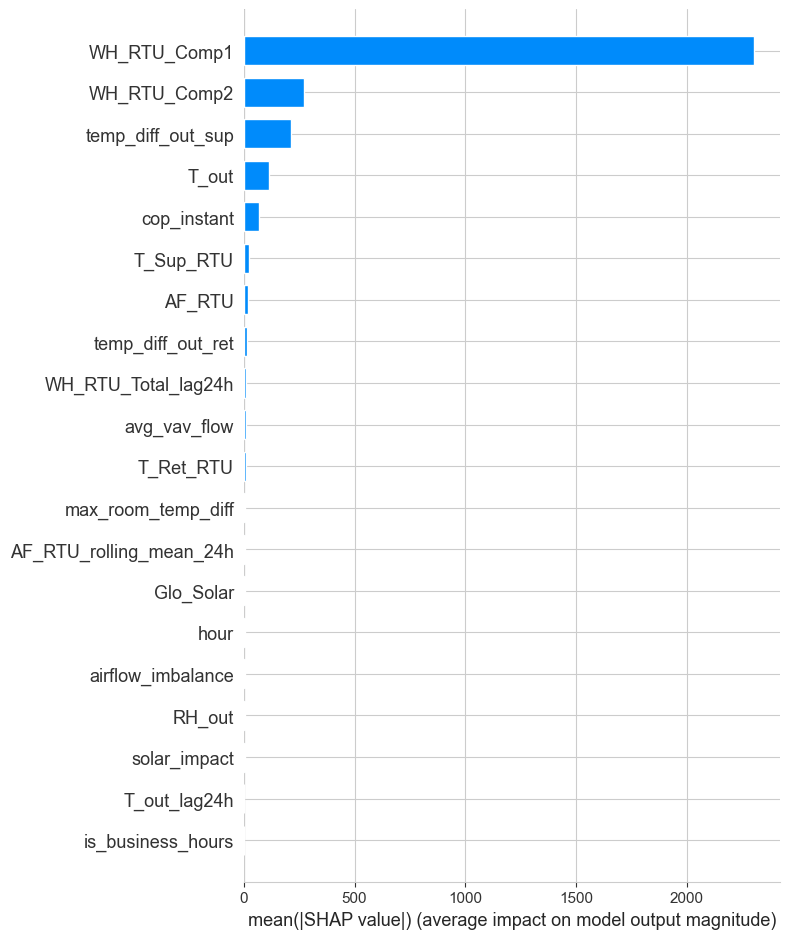 WH_RTU_Comp1
WH_RTU_Comp2
temp_diff_out_sup
T_out
cop_instant
T_Sup_RTU
AF_RTU
temp_diff_out_ret
WH_RTU_Total_lag24h
avg_vav_flow
T_Ret_RTU
max_room_temp_diff
AF_RTU_rolling_mean_24h
Glo_Solar
hour
airflow_imbalance
RH_out
solar_impact
T_out_lag24h
is_business_hours
0 500 1000 1500 2000
mean(|SHAP value|) (average impact on model output magnitude)